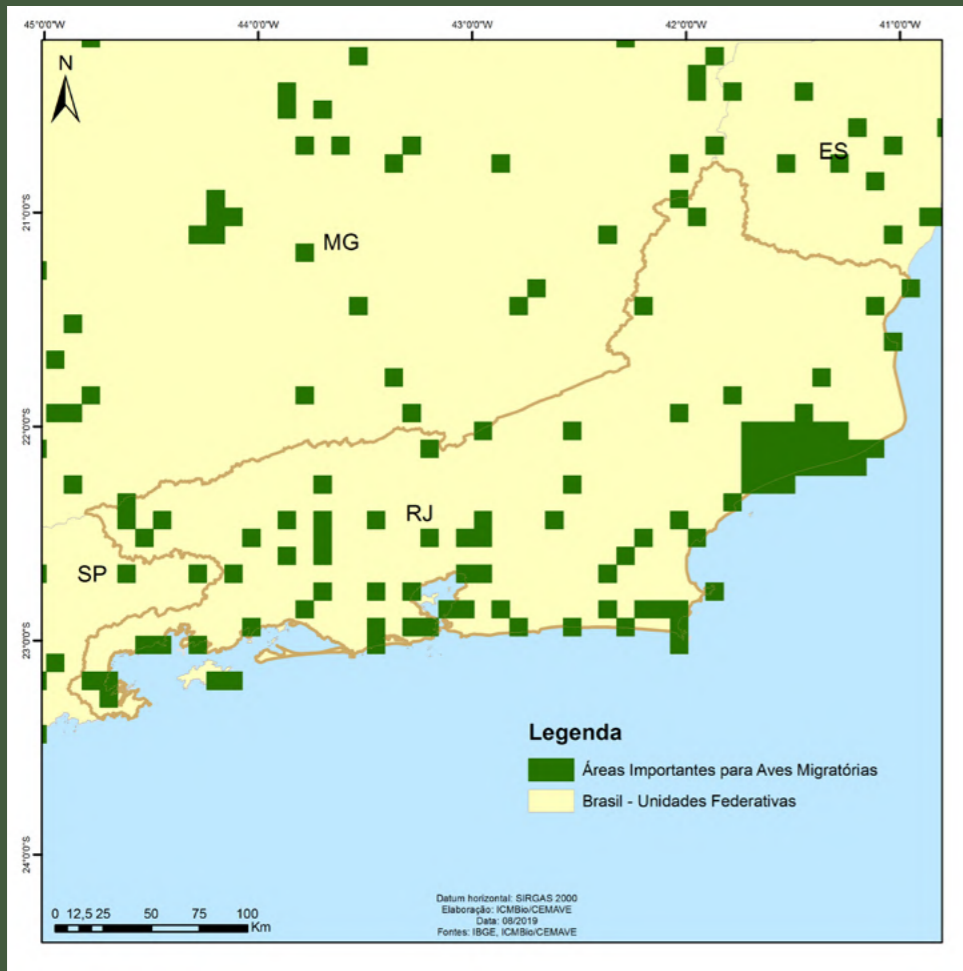 45°0'0"W 44°0'0"W 43°0'0"W 42°0'0"W 41°0'0"W
N
ES
21°0'0"S
MG
22°0'0"S
RJ
SP
23°0'0"S
Legenda
Áreas Importantes para Aves Migratórias
Brasil - Unidades Federativas
24°0'0"S
0 12,5 25 50 75 100
Km
Datum horizontal: SIRGAS 2000
Elaboração: ICMBio/CEMAVE
Data: 08/2019
Fontes: IBGE, ICMBio/CEMAVE